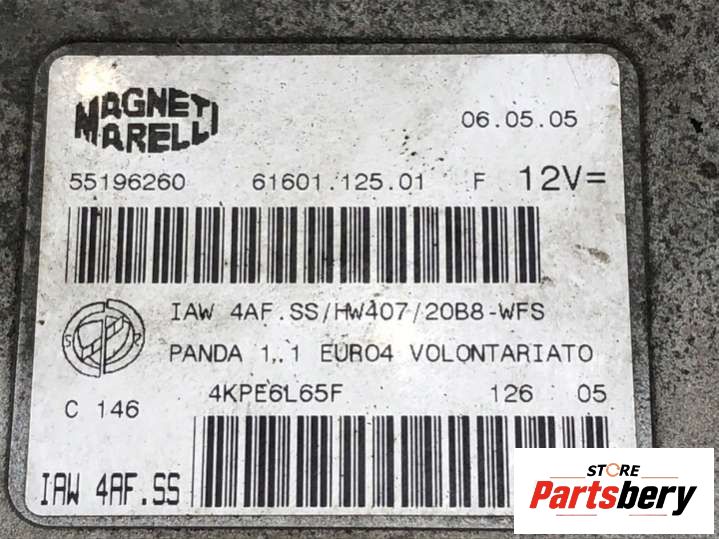 MAGNETI
MARELLI
06.05.05
55196260 61601.125.01 F 12V=
IAW 4AF.SS/HW407/20B8-WFS
PANDA 1.1 EURO4 VOLONTARIATO
4KPE6L65F 126 05
C 146
IAW 4AF.SS
STORE
Partsbery